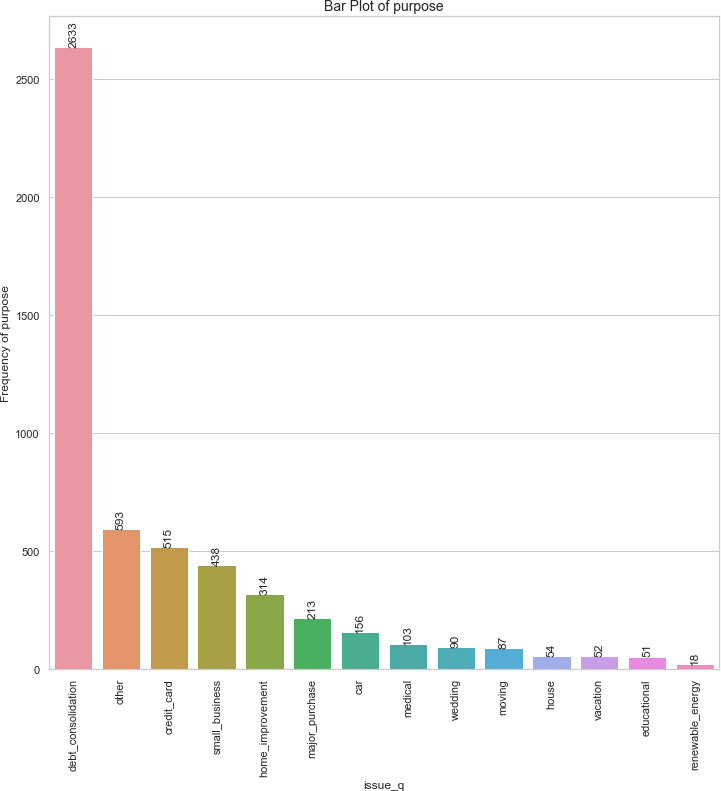 Bar Plot of purpose
Frequency of purpose
2500
2000
1500
1000
500
0
2633
593
515
438
314
213
156
103
90
87
54
52
51
18
debt_consolidation
other
credit_card
small_business
home_improvement
major_purchase
car
medical
wedding
moving
house
vacation
educational
renewable_energy
issue_q